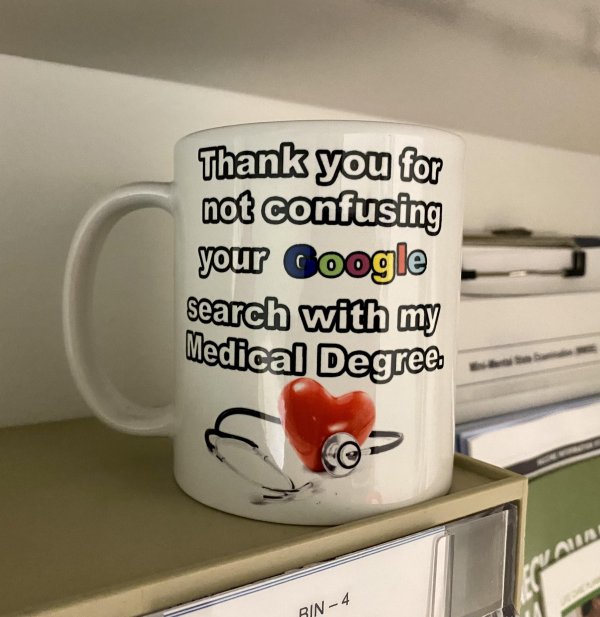 Thank you for
not confusing
your Google
search with my
Medical Degree.
BIN - 4